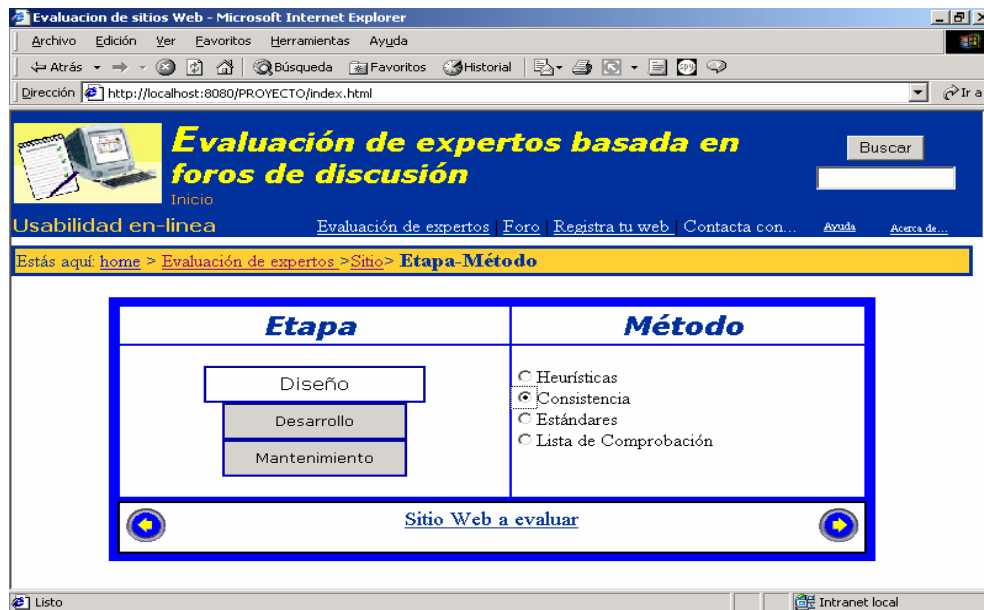 Evaluacion de sitios Web - Microsoft Internet Explorer
Archivo Edición Ver Favoritos Herramientas Ayuda
Atrás Búsqueda Favoritos Historial
Dirección http://localhost:8080/PROYECTO/index.html Ir a
Evaluación de expertos basada en
foros de discusión
Buscar
Inicio
Usabilidad en-linea Evaluación de expertos | Foro | Registra tu web | Contacta con... Ayuda Acerca de...
Estás aquí: home > Evaluación de expertos >Sitio> Etapa-Método
Etapa Método
Diseño
Desarrollo
Mantenimiento
Heurísticas
Consistencia
Estándares
Lista de Comprobación
Sitio Web a evaluar
Listo Intranet local